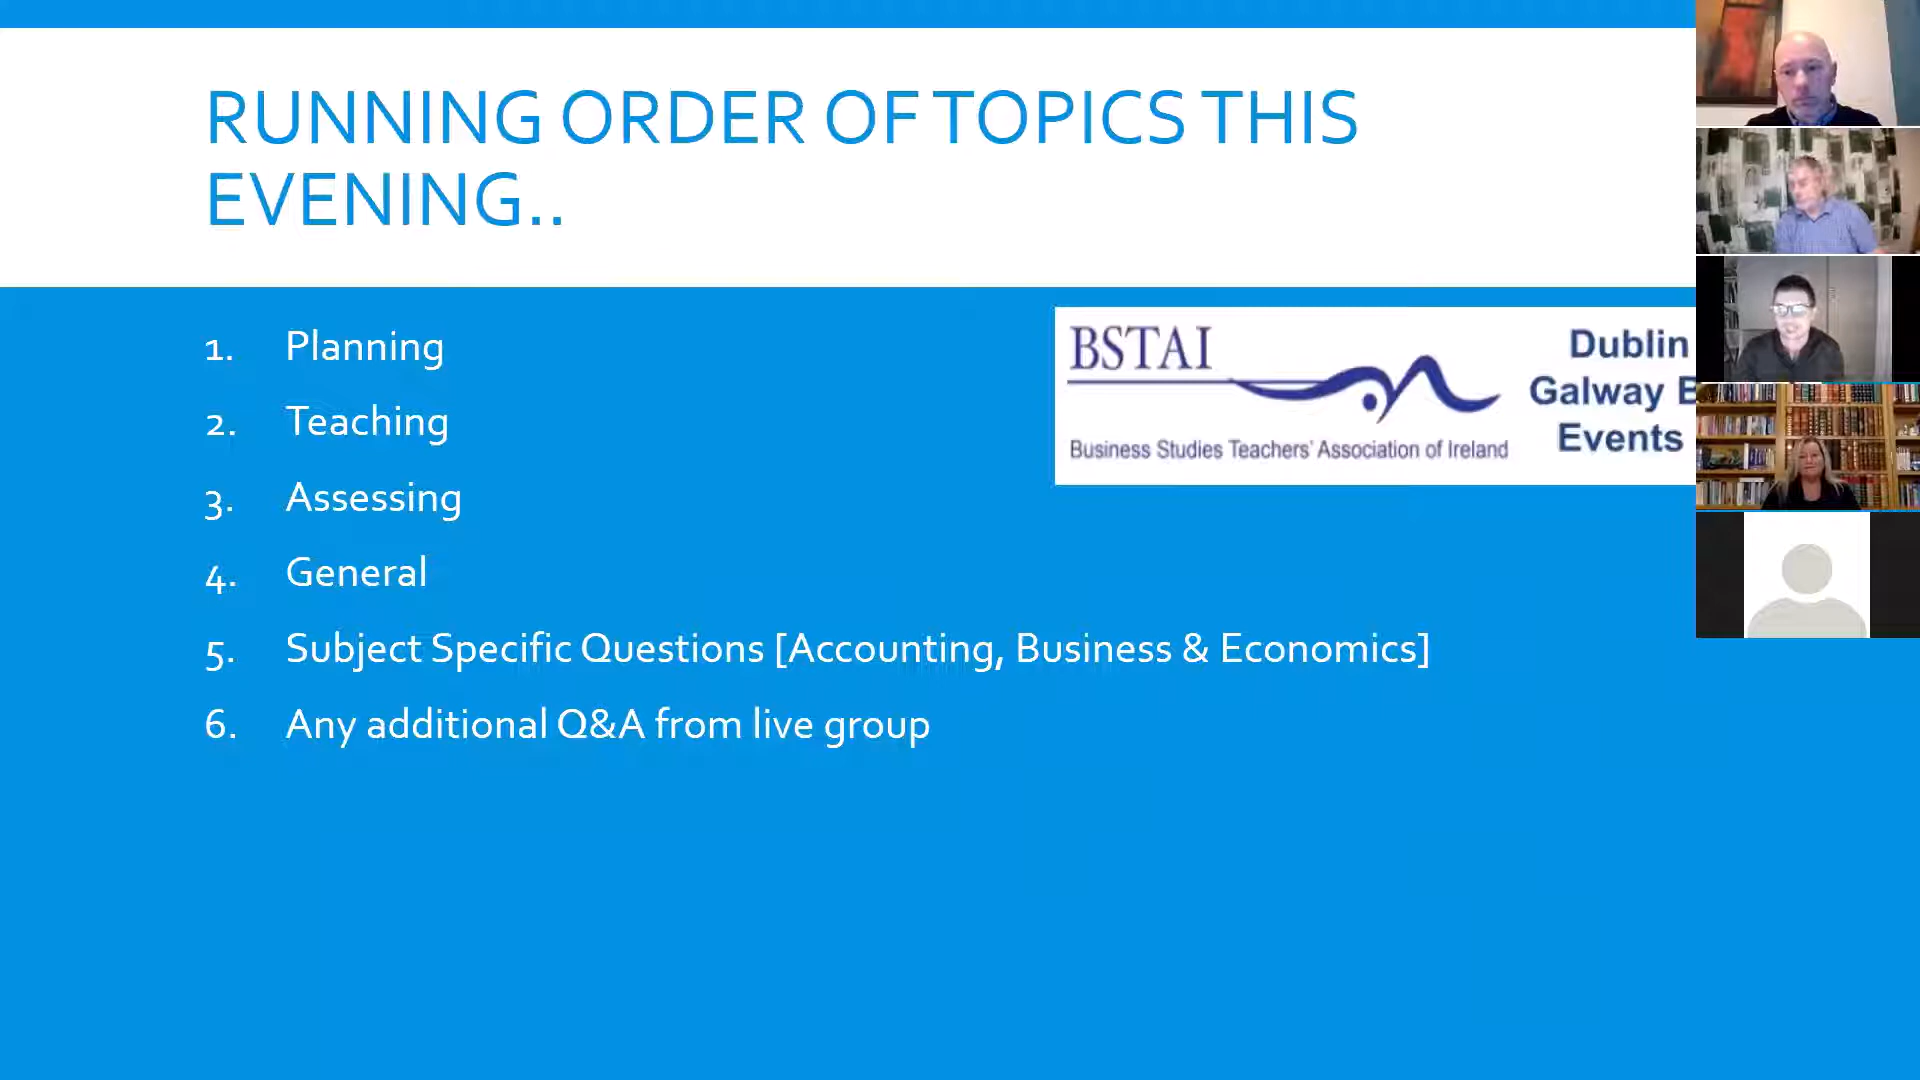 RUNNING ORDER OF TOPICS THIS
EVENING..
1. Planning
2. Teaching
3. Assessing
4. General
5. Subject Specific Questions [Accounting, Business & Economics]
6. Any additional Q&A from live group
BSTAI
Business Studies Teachers' Association of Ireland
Dublin
Galway
Events